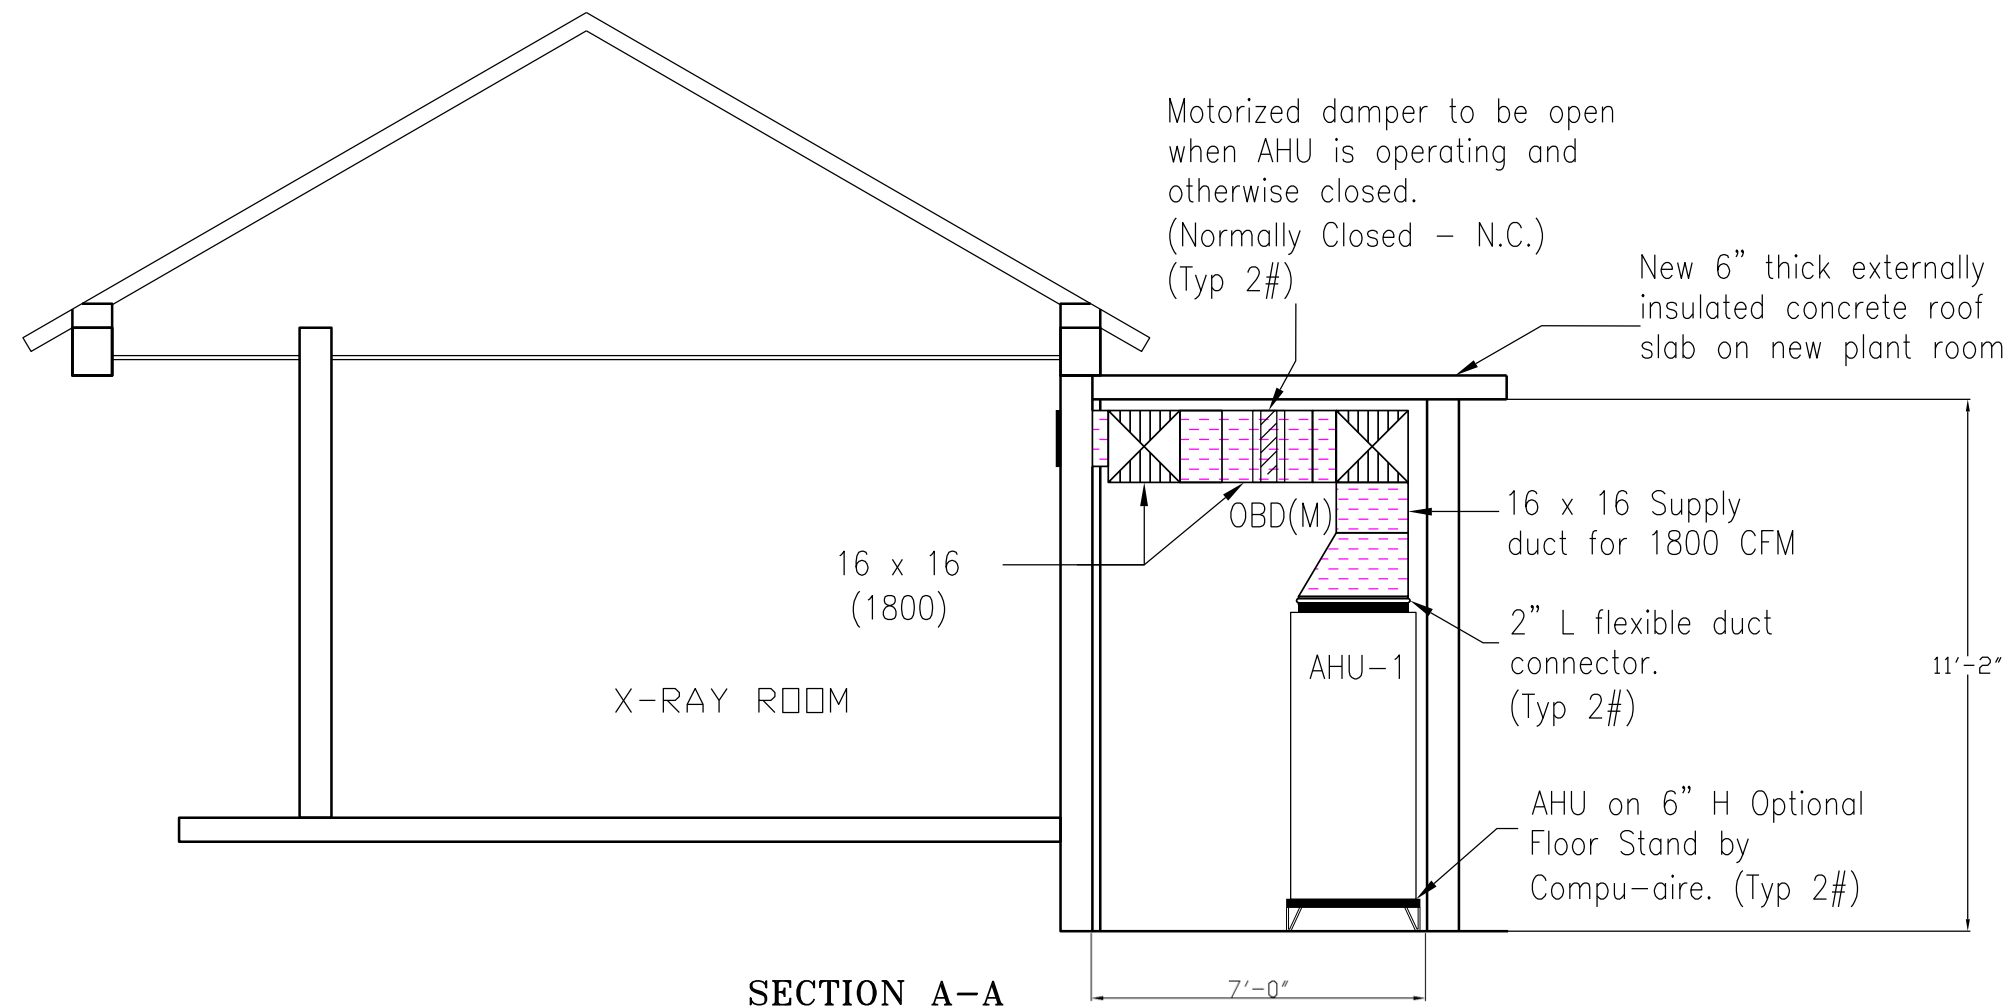 Motorized damper to be open
when AHU is operating and
otherwise closed.
(Normally Closed - N.C.)
(Typ 2#)
New 6" thick externally
insulated concrete roof
slab on new plant room
OBD(M)
16 x 16 Supply
duct for 1800 CFM
16 x 16
(1800)
2" L flexible duct
connector.
(Typ 2#)
AHU-1
11'-2"
X-RAY ROOM
AHU on 6" H Optional
Floor Stand by
Compu-aire. (Typ 2#)
7'-0"
SECTION A-A